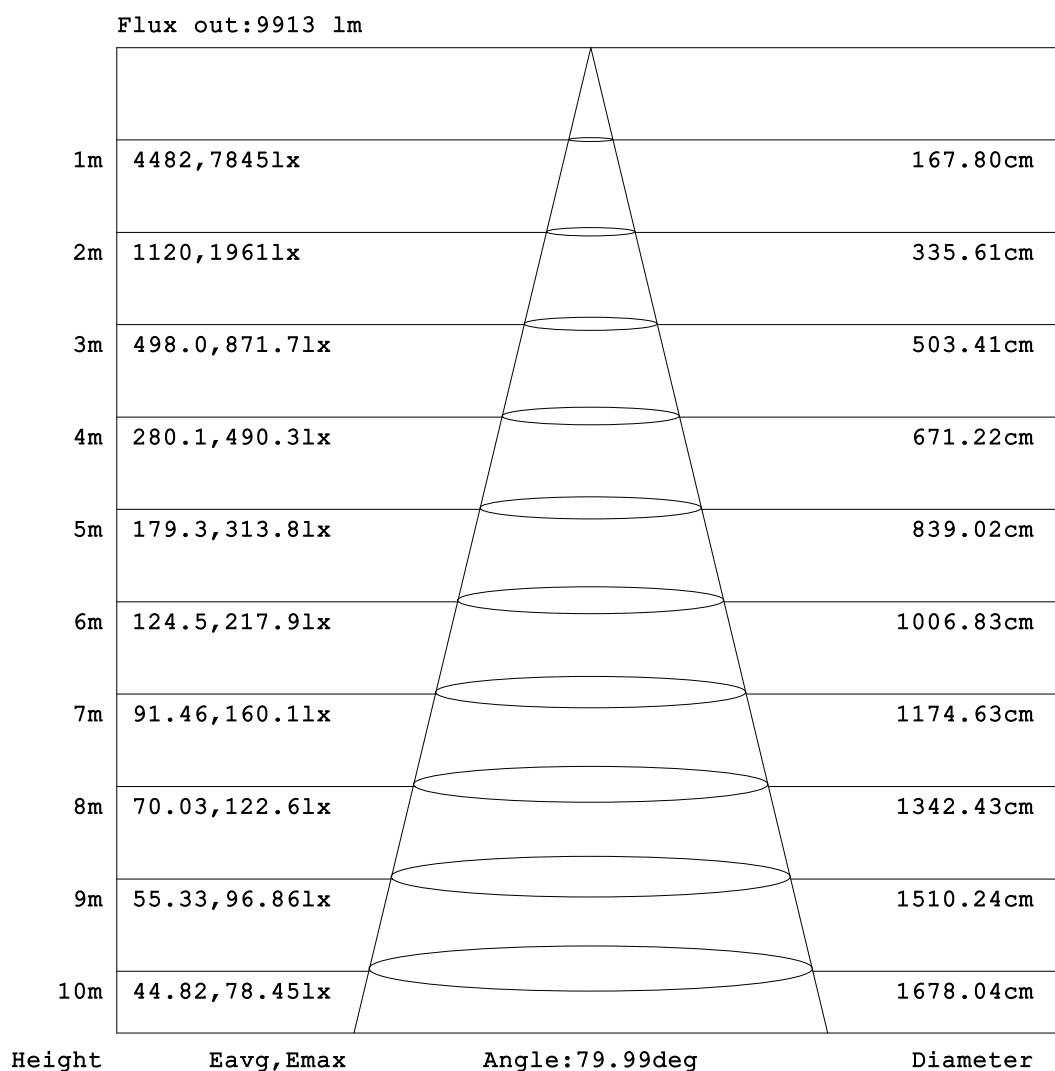 Flux out:9913 lm
1m 4482,7845lx 167.80cm
2m 1120,1961lx 335.61cm
3m 498.0,871.7lx 503.41cm
4m 280.1,490.3lx 671.22cm
5m 179.3,313.8lx 839.02cm
6m 124.5,217.9lx 1006.83cm
7m 91.46,160.1lx 1174.63cm
8m 70.03,122.6lx 1342.43cm
9m 55.33,96.86lx 1510.24cm
10m 44.82,78.45lx 1678.04cm
Height Eavg,Emax Angle:79.99deg Diameter